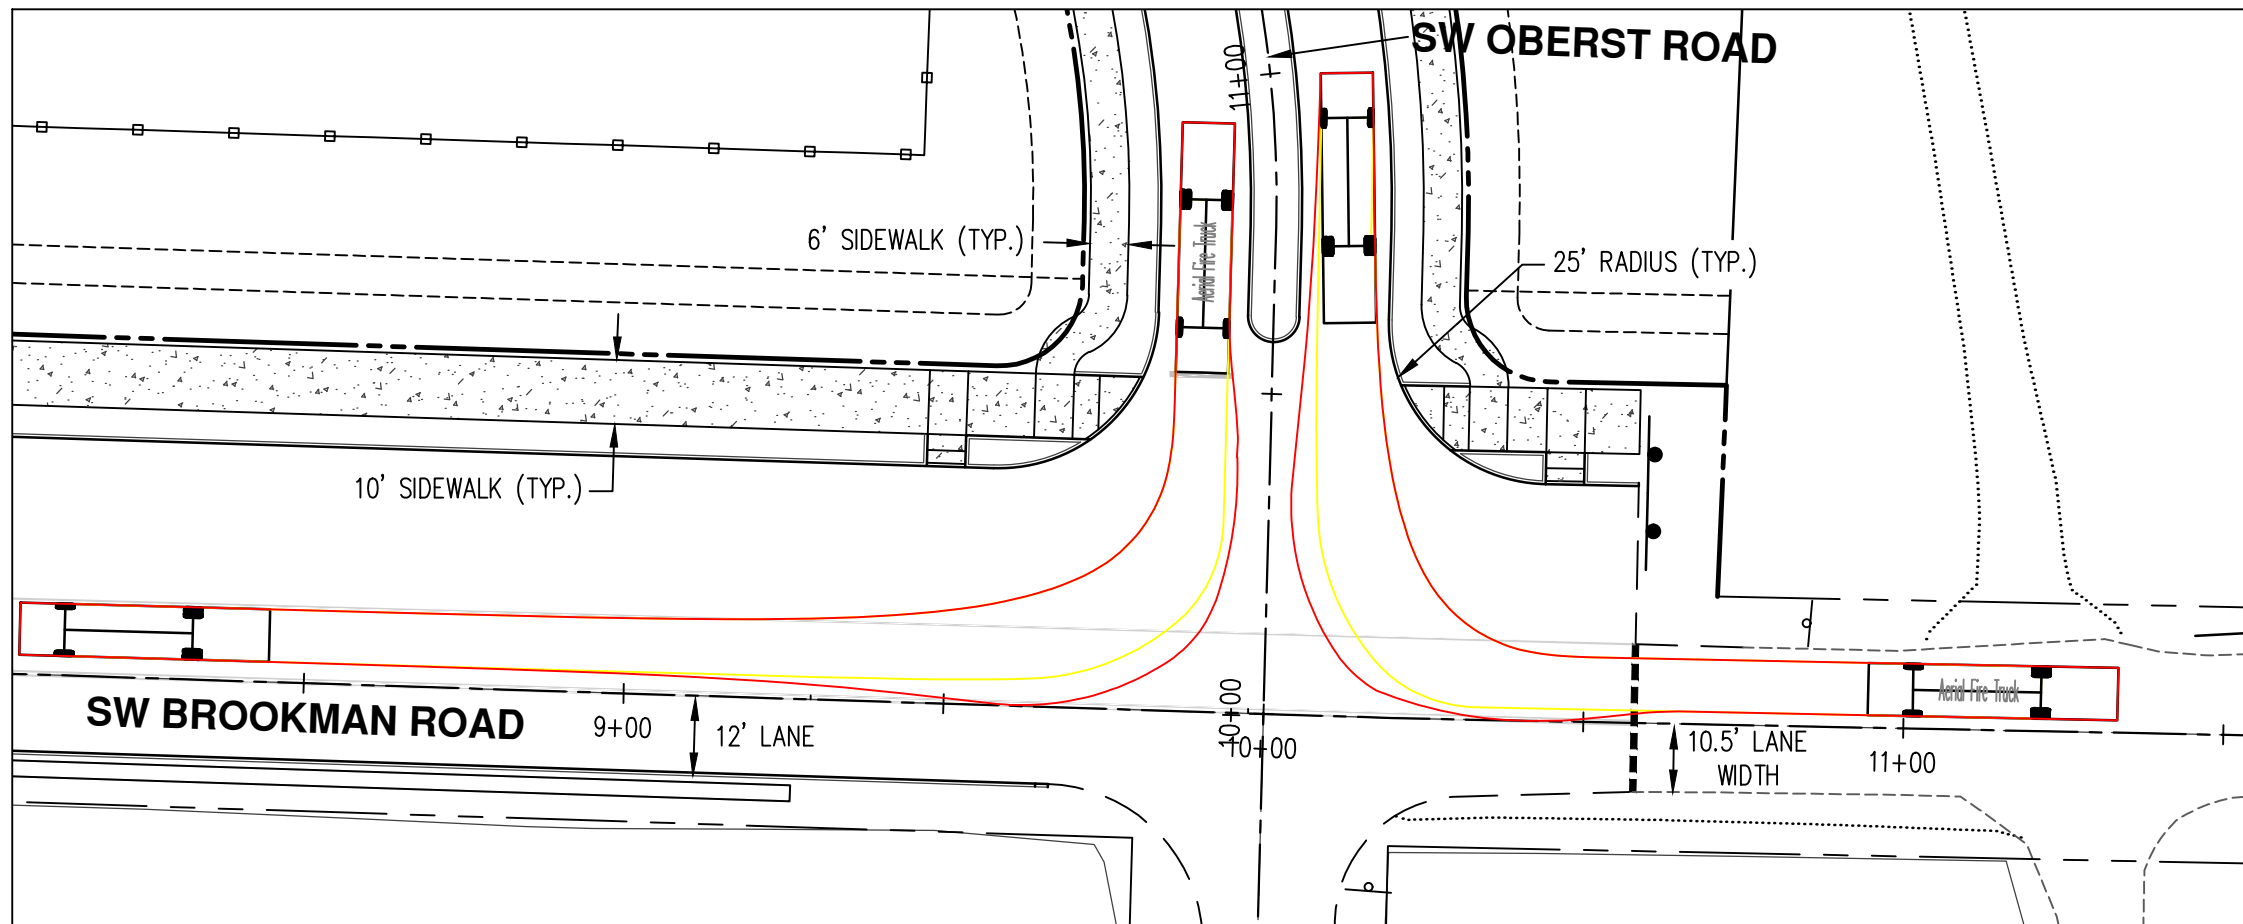 SW OBERST ROAD
11+00
6' SIDEWALK (TYP.)
Aerial Fire Truck
25' RADIUS (TYP.)
10' SIDEWALK (TYP.)
Aerial Fire Truck
SW BROOKMAN ROAD
9+00
12' LANE
10+00
10+00
10.5' LANE
WIDTH
11+00